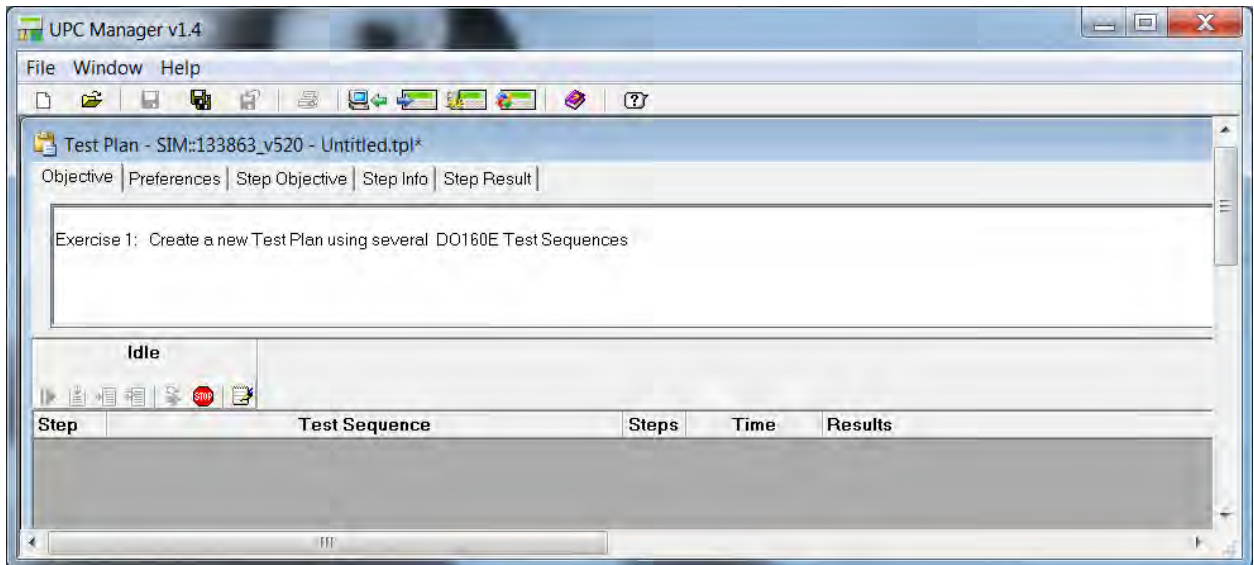 UPC Manager v1.4
File Window Help
Test Plan - SIM::133863_v520 - Untitled.tpl*
Objective Preferences Step Objective Step Info Step Result
Exercise 1: Create a new Test Plan using several DO160E Test Sequences
Idle
STOP
Step Test Sequence Steps Time Results